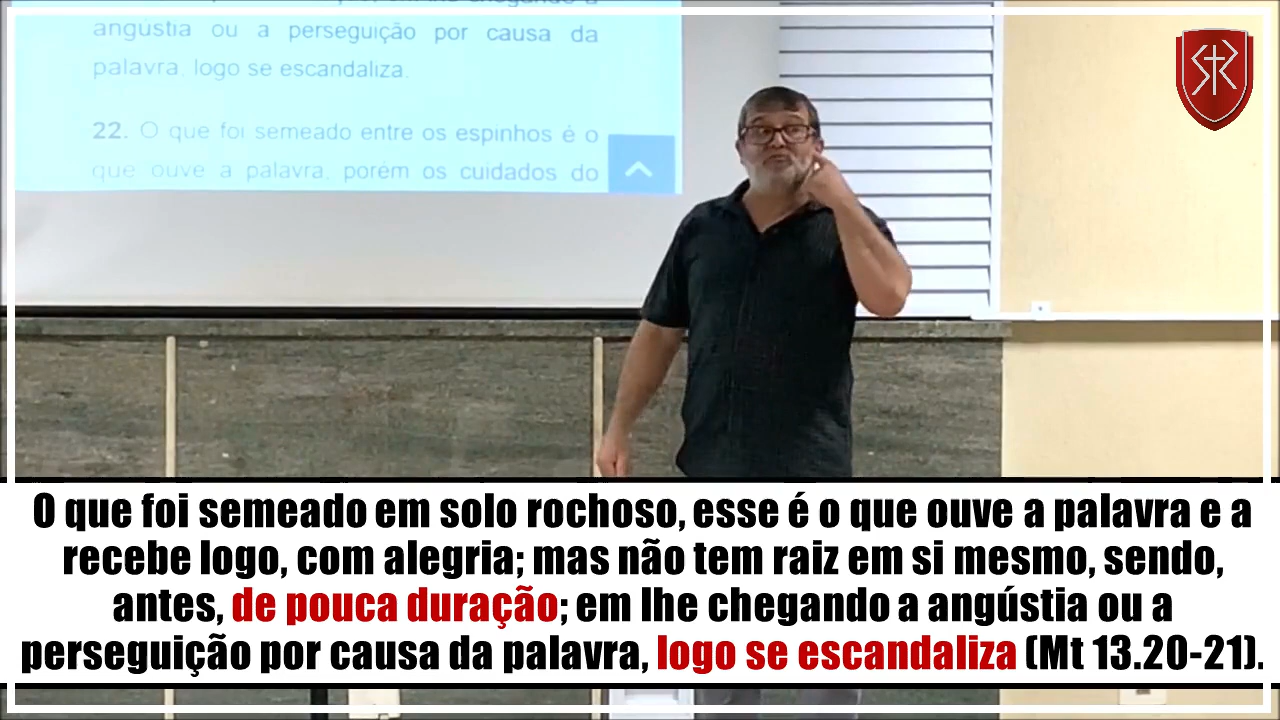 angústia ou a perseguição por causa da
palavra, logo se escandaliza.
22. O que foi semeado entre os espinhos é o
que ouve a palavra, porém os cuidados do
O que foi semeado em solo rochoso, esse é o que ouve a palavra e a
recebe logo, com alegria; mas não tem raiz em si mesmo, sendo,
antes, de pouca duração; em lhe chegando a angústia ou a
perseguição por causa da palavra, logo se escandaliza (Mt 13.20-21).